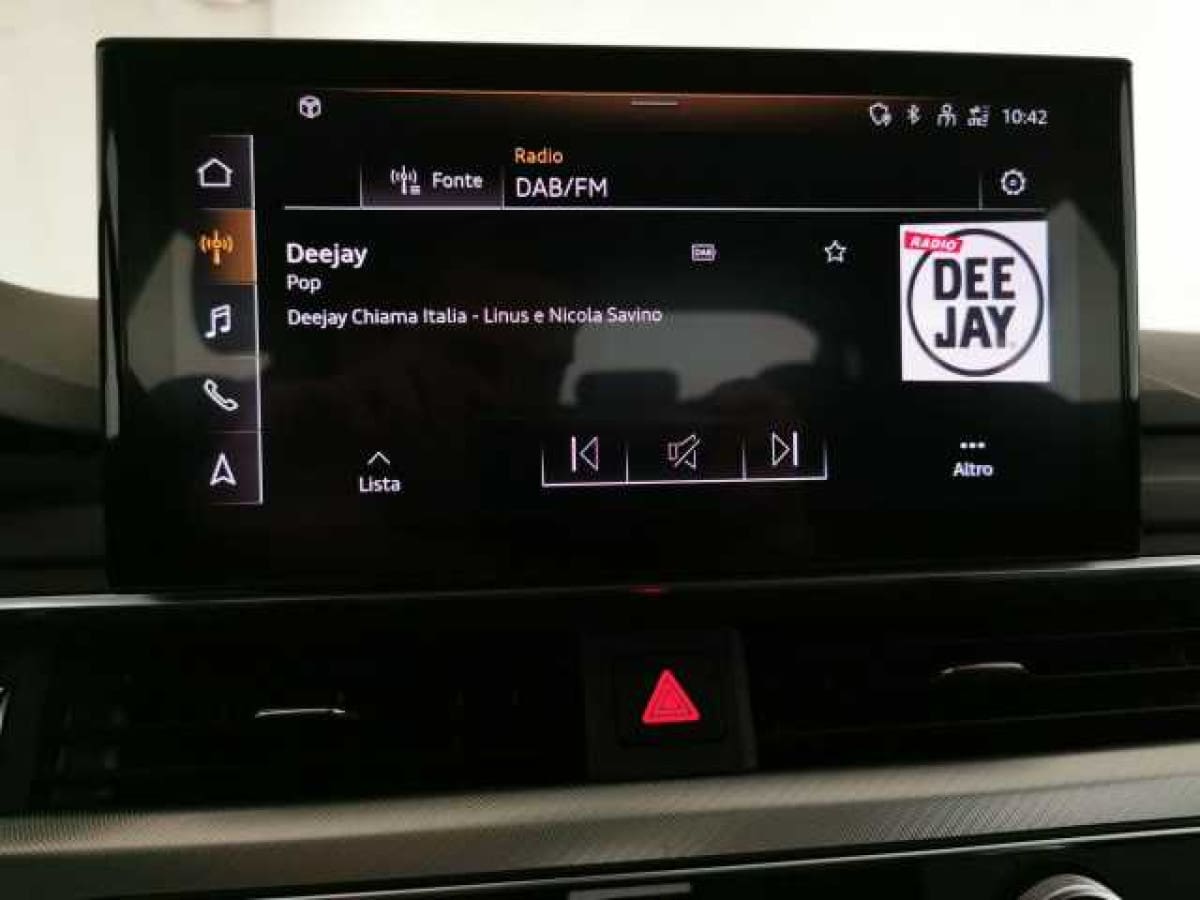 10:42
Radio
Fonte
DAB/FM
Deejay
DAB
Pop
Deejay Chiama Italia - Linus e Nicola Savino
RADIO
DEE
JAY
Lista
Altro